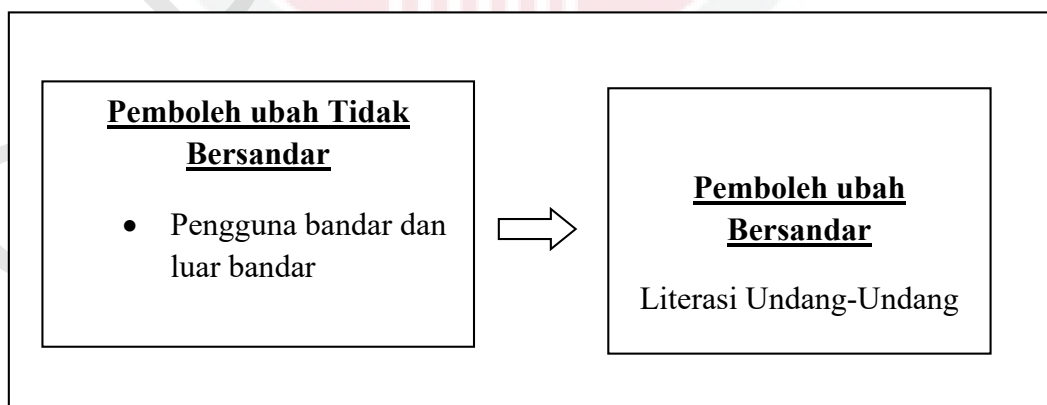 Pemboleh ubah Tidak
Bersandar
• Pengguna bandar dan
luar bandar
Pemboleh ubah
Bersandar
Literasi Undang-Undang